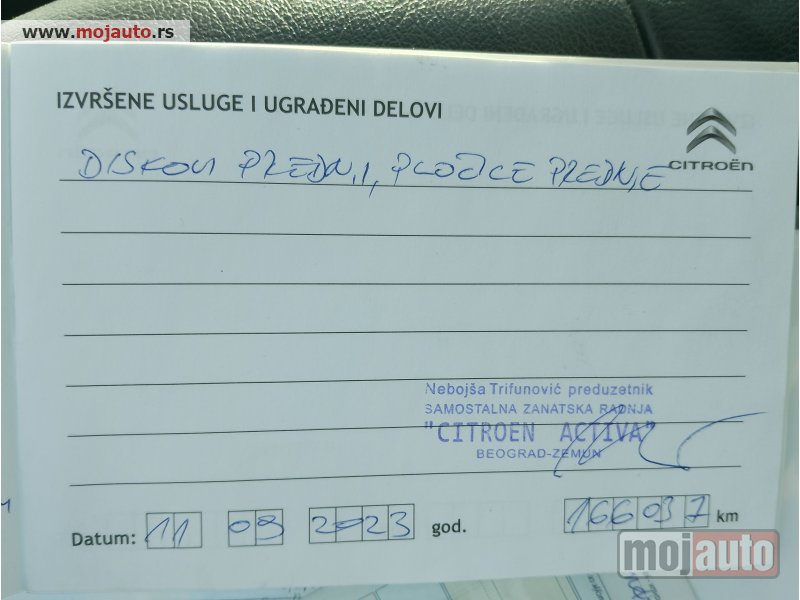 www.mojauto.rs
IZVRŠENE USLUGE I UGRAĐENI DELOVI
CITROËN
DISKOVI PREDNJI, PLOČICE PREDNJE
Nebojša Trifunović preduzetnik
SAMOSTALNA ZANATSKA RADNJA
"CITROEN ACTIVA"
BEOGRAD-ZEMUN
Datum: 11 09 2023 god. 166037 km
mojauto